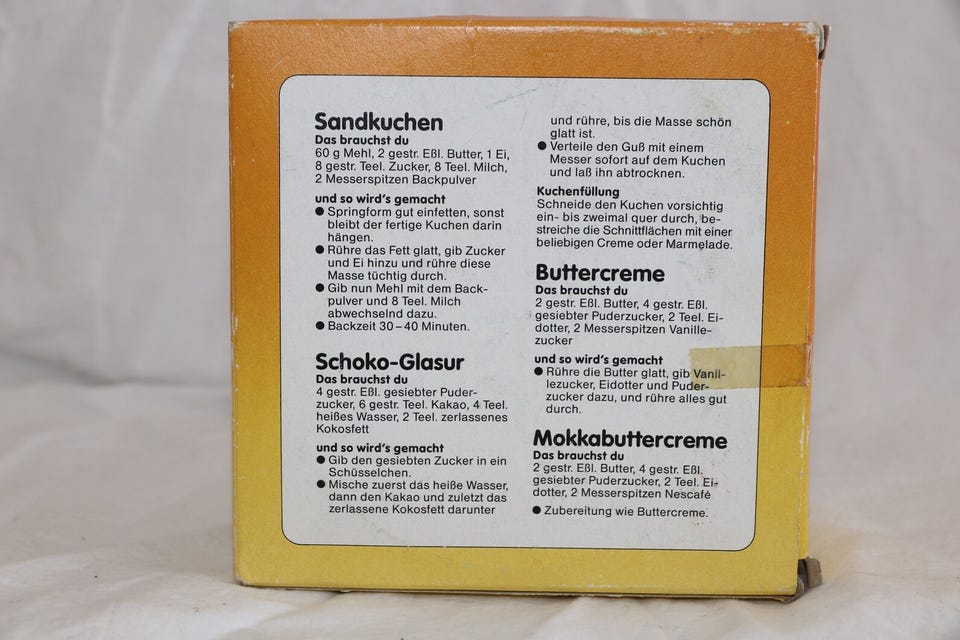 Sandkuchen
Das brauchst du
60 g Mehl, 2 gestr. Eßl. Butter, 1 Ei,
8 gestr. Teel. Zucker, 8 Teel. Milch,
2 Messerspitzen Backpulver
und so wird's gemacht
● Springform gut einfetten, sonst
bleibt der fertige Kuchen darin
hängen.
● Rühre das Fett glatt, gib Zucker
und Ei hinzu und rühre diese
Masse tüchtig durch.
● Gib nun Mehl mit dem Back-
pulver und 8 Teel. Milch
abwechselnd dazu.
● Backzeit 30–40 Minuten.
Schoko-Glasur
Das brauchst du
4 gestr. Eßl. gesiebter Puder-
zucker, 6 gestr. Teel. Kakao, 4 Teel.
heißes Wasser, 2 Teel. zerlassenes
Kokosfett
und so wird's gemacht
● Gib den gesiebten Zucker in ein
Schüsselchen.
● Mische zuerst das heiße Wasser,
dann den Kakao und zuletzt das
zerlassene Kokosfett darunter
und rühre, bis die Masse schön
glatt ist.
● Verteile den Guß mit einem
Messer sofort auf dem Kuchen
und laß ihn abtrocknen.
Kuchenfüllung
Schneide den Kuchen vorsichtig
ein- bis zweimal quer durch, be-
streiche die Schnittflächen mit einer
beliebigen Creme oder Marmelade.
Buttercreme
Das brauchst du
2 gestr. Eßl. Butter, 4 gestr. Eßl.
gesiebter Puderzucker, 2 Teel. Ei-
dotter, 2 Messerspitzen Vanille-
zucker
und so wird's gemacht
● Rühre die Butter glatt, gib Vanil-
lezucker, Eidotter und Puder-
zucker dazu, und rühre alles gut
durch.
Mokkabuttercreme
Das brauchst du
2 gestr. Eßl. Butter, 4 gestr. Eßl.
gesiebter Puderzucker, 2 Teel. Ei-
dotter, 2 Messerspitzen Nescafé
● Zubereitung wie Buttercreme.